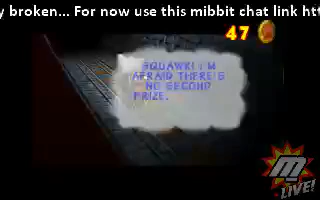 y broken... For now use this mibbit chat link htt
47
SQUAWK! I'M
AFRAID THERE'S
NO SECOND
PRIZE.
M
LIVE!